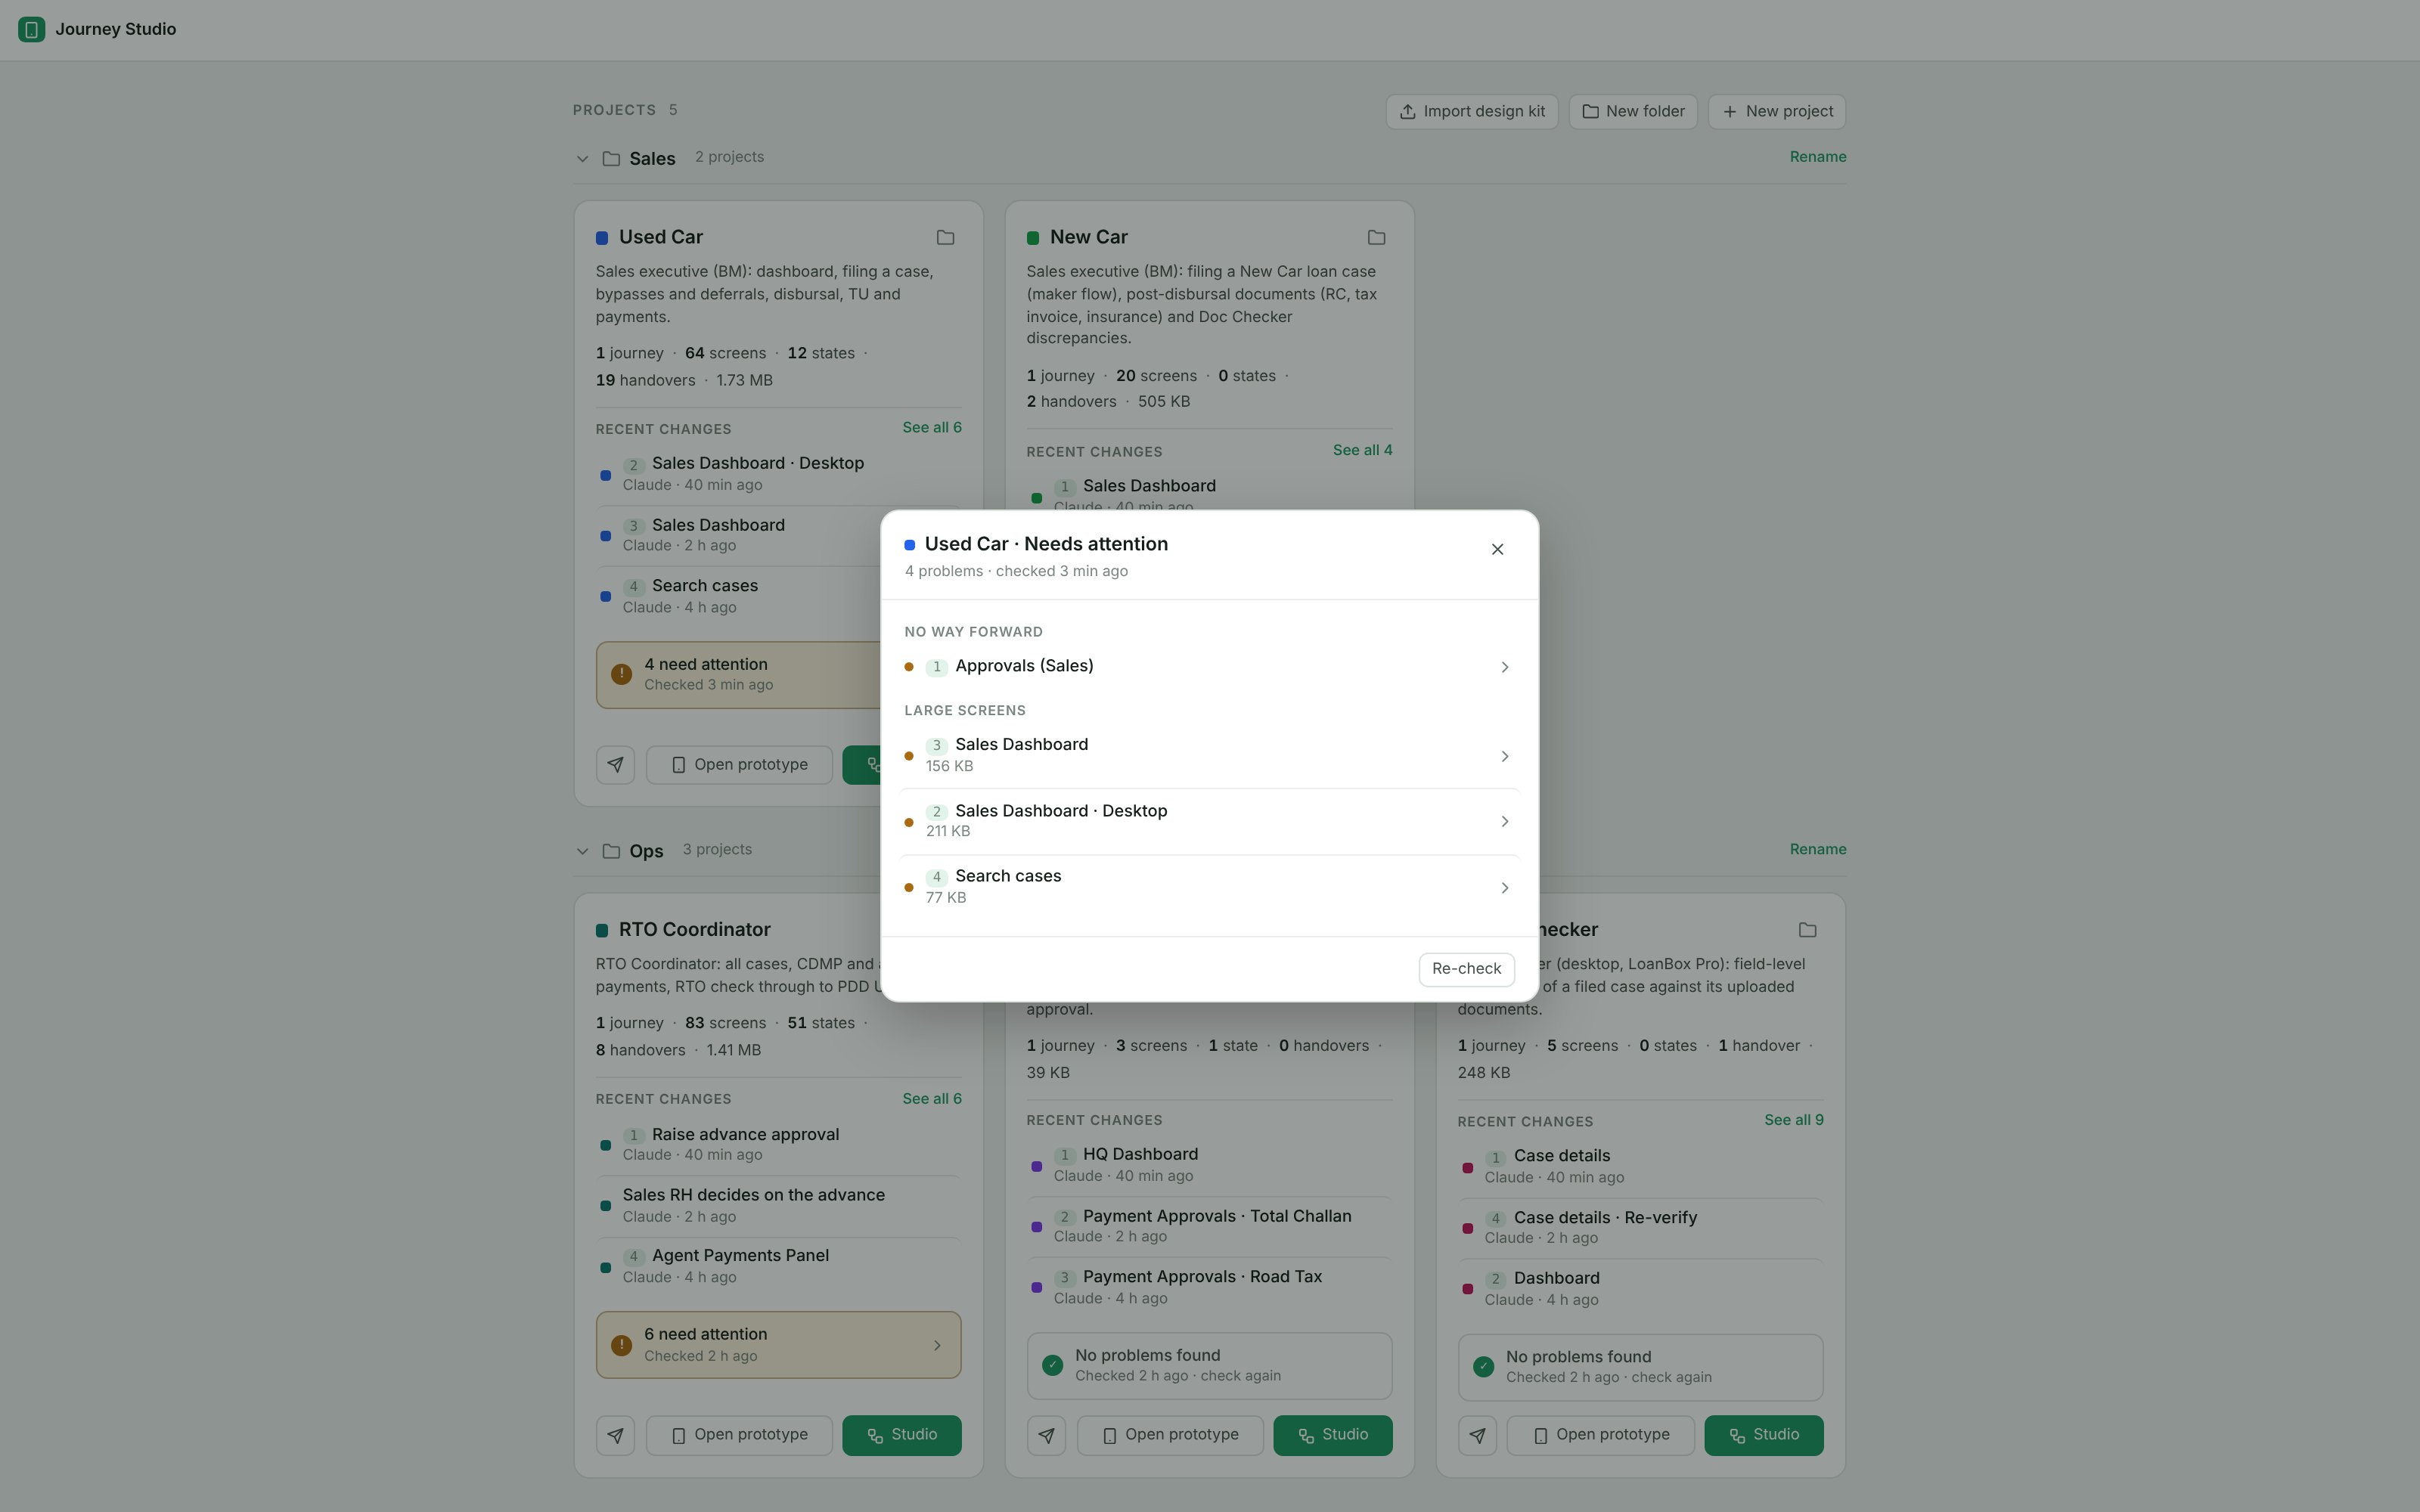 Journey Studio
PROJECTS 5
Import design kit
New folder
New project
Sales 2 projects
Rename
Used Car
Sales executive (BM): dashboard, filing a case,
bypasses and deferrals, disbursal, TU and
payments.
1 journey · 64 screens · 12 states ·
19 handovers · 1.73 MB
RECENT CHANGES
See all 6
2 Sales Dashboard · Desktop
Claude · 40 min ago
3 Sales Dashboard
Claude · 2 h ago
4 Search cases
Claude · 4 h ago
! 4 need attention
Checked 3 min ago
Open prototype
New Car
Sales executive (BM): filing a New Car loan case
(maker flow), post-disbursal documents (RC, tax
invoice, insurance) and Doc Checker
discrepancies.
1 journey · 20 screens · 0 states ·
2 handovers · 505 KB
RECENT CHANGES
See all 4
1 Sales Dashboard
Claude · 40 min ago
Used Car · Needs attention
4 problems · checked 3 min ago
NO WAY FORWARD
1 Approvals (Sales)
LARGE SCREENS
3 Sales Dashboard
156 KB
2 Sales Dashboard · Desktop
211 KB
4 Search cases
77 KB
Re-check
Ops 3 projects
Rename
RTO Coordinator
RTO Coordinator: all cases, CDMP and
payments, RTO check through to PDD
1 journey · 83 screens · 51 states ·
8 handovers · 1.41 MB
RECENT CHANGES
See all 6
1 Raise advance approval
Claude · 40 min ago
Sales RH decides on the advance
Claude · 2 h ago
4 Agent Payments Panel
Claude · 4 h ago
! 6 need attention
Checked 2 h ago
Open prototype
Studio
approval.
1 journey · 3 screens · 1 state · 0 handovers ·
39 KB
RECENT CHANGES
1 HQ Dashboard
Claude · 40 min ago
2 Payment Approvals · Total Challan
Claude · 2 h ago
3 Payment Approvals · Road Tax
Claude · 4 h ago
No problems found
Checked 2 h ago · check again
Open prototype
Studio
hecker
er (desktop, LoanBox Pro): field-level
of a filed case against its uploaded
documents.
1 journey · 5 screens · 0 states · 1 handover ·
248 KB
RECENT CHANGES
See all 9
1 Case details
Claude · 40 min ago
4 Case details · Re-verify
Claude · 2 h ago
2 Dashboard
Claude · 4 h ago
No problems found
Checked 2 h ago · check again
Open prototype
Studio